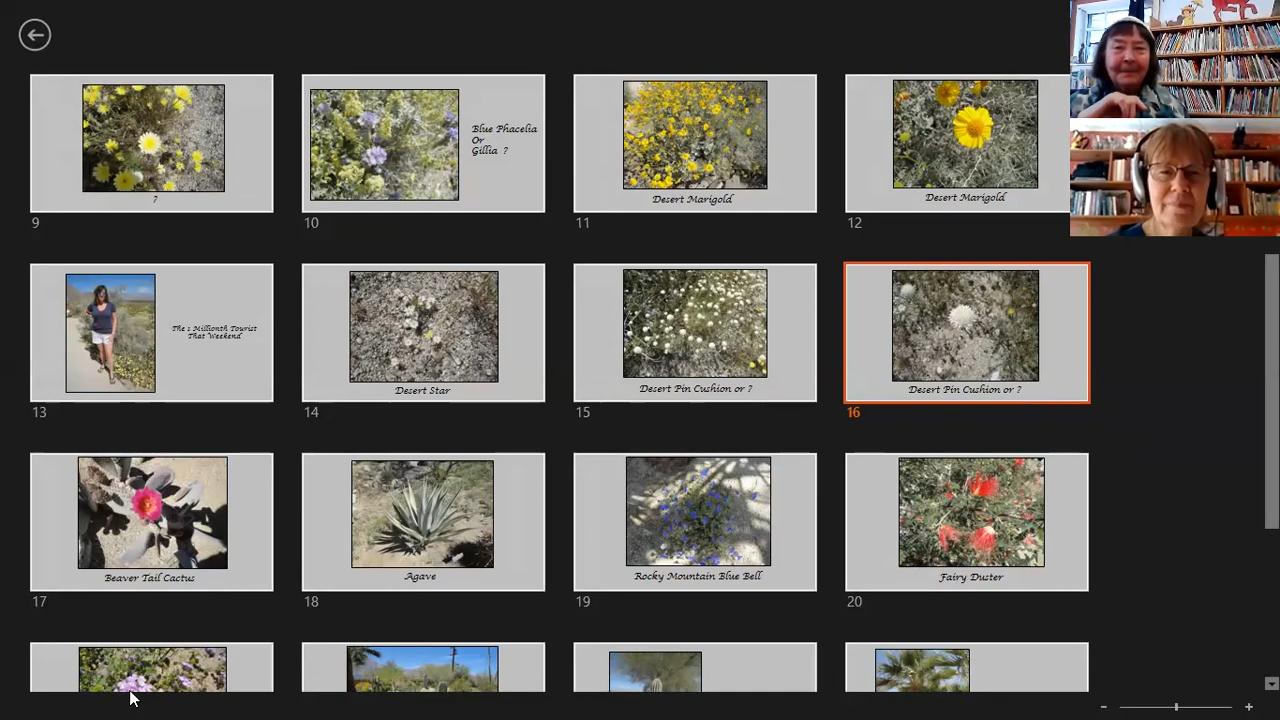 ?
9
Blue Phacelia
Or
Gillia ?
10
Desert Marigold
11
Desert Marigold
12
The 1 Millionth Tourist
That Weekend
13
Desert Star
14
Desert Pin Cushion or ?
15
Desert Pin Cushion or ?
16
Beaver Tail Cactus
17
Agave
18
Rocky Mountain Blue Bell
19
Fairy Duster
20